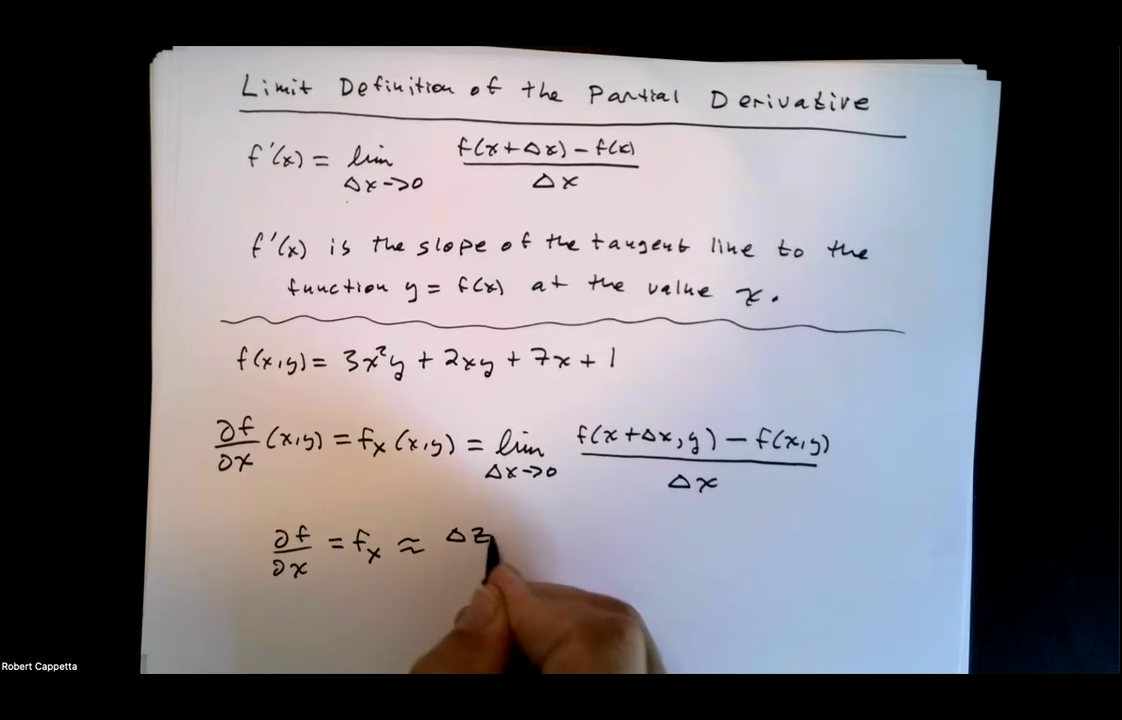 Limit Definition of the Partial Derivative
f'(x) = lim Δx->0 f(x+Δx) - f(x) / Δx
f'(x) is the slope of the tangent line to the
function y = f(x) at the value x.
f(x,y) = 3x²y + 2xy + 7x + 1
∂f/∂x (x,y) = fₓ(x,y) = lim Δx->0 f(x+Δx,y) - f(x,y) / Δx
∂f/∂x = fₓ ≈ Δz
Robert Cappetta